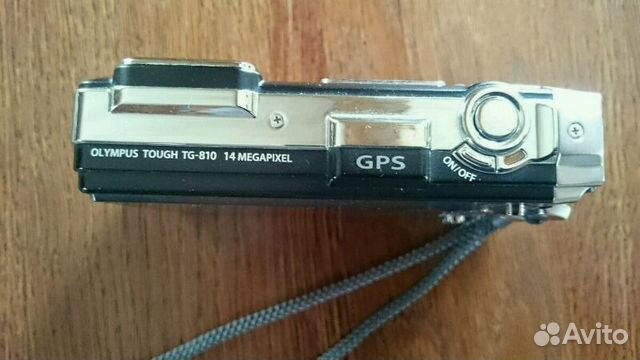 OLYMPUS TOUGH TG-810 14 MEGAPIXEL
GPS
ON/OFF
Avito